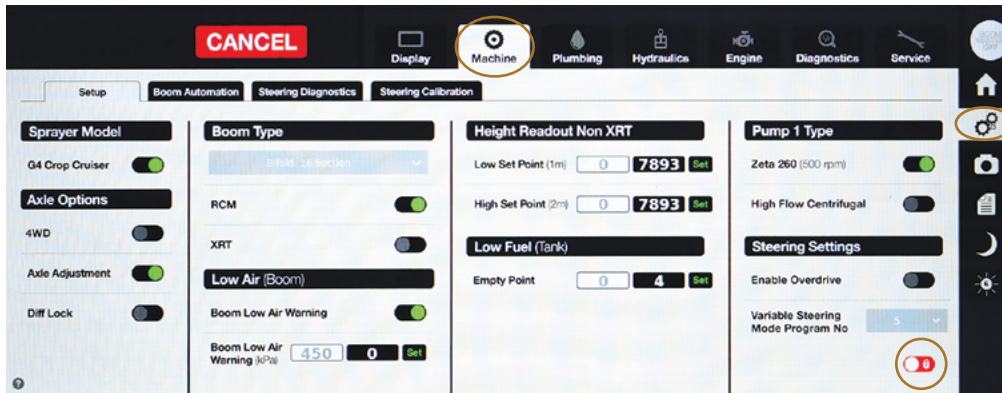 CANCEL
Display
Machine
Plumbing
Hydraulics
Engine
Diagnostics
Service
Setup
Boom Automation
Steering Diagnostics
Steering Calibration
Sprayer Model
G4 Crop Cruiser
Axle Options
4WD
Axle Adjustment
Diff Lock
Boom Type
Bifold, 16 Section
RCM
XRT
Low Air (Boom)
Boom Low Air Warning
Boom Low Air
Warning (kPa) 450 0 Set
Height Readout Non XRT
Low Set Point (1m) 0 7893 Set
High Set Point (2m) 0 7893 Set
Low Fuel (Tank)
Empty Point 0 4 Set
Pump 1 Type
Zeta 260 (500 rpm)
High Flow Centrifugal
Steering Settings
Enable Overdrive
Variable Steering
Mode Program No 5